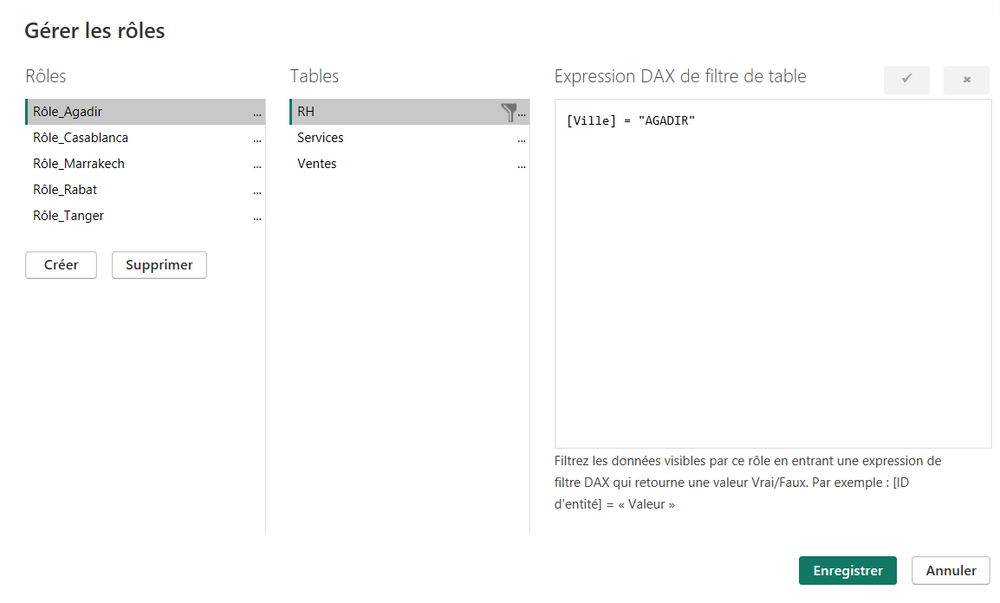 Gérer les rôles
Rôles
Rôle_Agadir ...
Rôle_Casablanca ...
Rôle_Marrakech ...
Rôle_Rabat ...
Rôle_Tanger ...
Créer
Supprimer
Tables
RH ...
Services ...
Ventes ...
Expression DAX de filtre de table
[Ville] = "AGADIR"
Filtrez les données visibles par ce rôle en entrant une expression de
filtre DAX qui retourne une valeur Vrai/Faux. Par exemple : [ID
d'entité] = « Valeur »
Enregistrer
Annuler